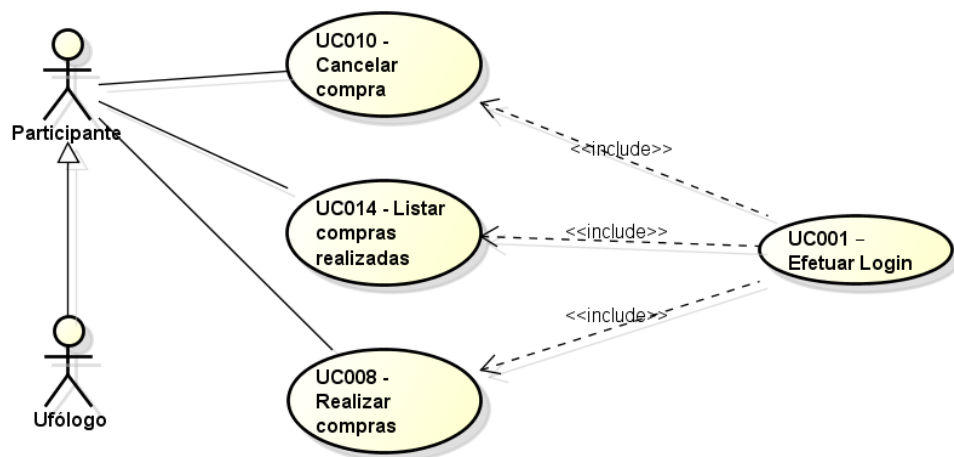 UC010 -
Cancelar
compra
Participante
<<include>>
UC014 - Listar
compras
realizadas
<<include>>
UC001 –
Efetuar Login
<<include>>
UC008 -
Realizar
compras
Ufólogo